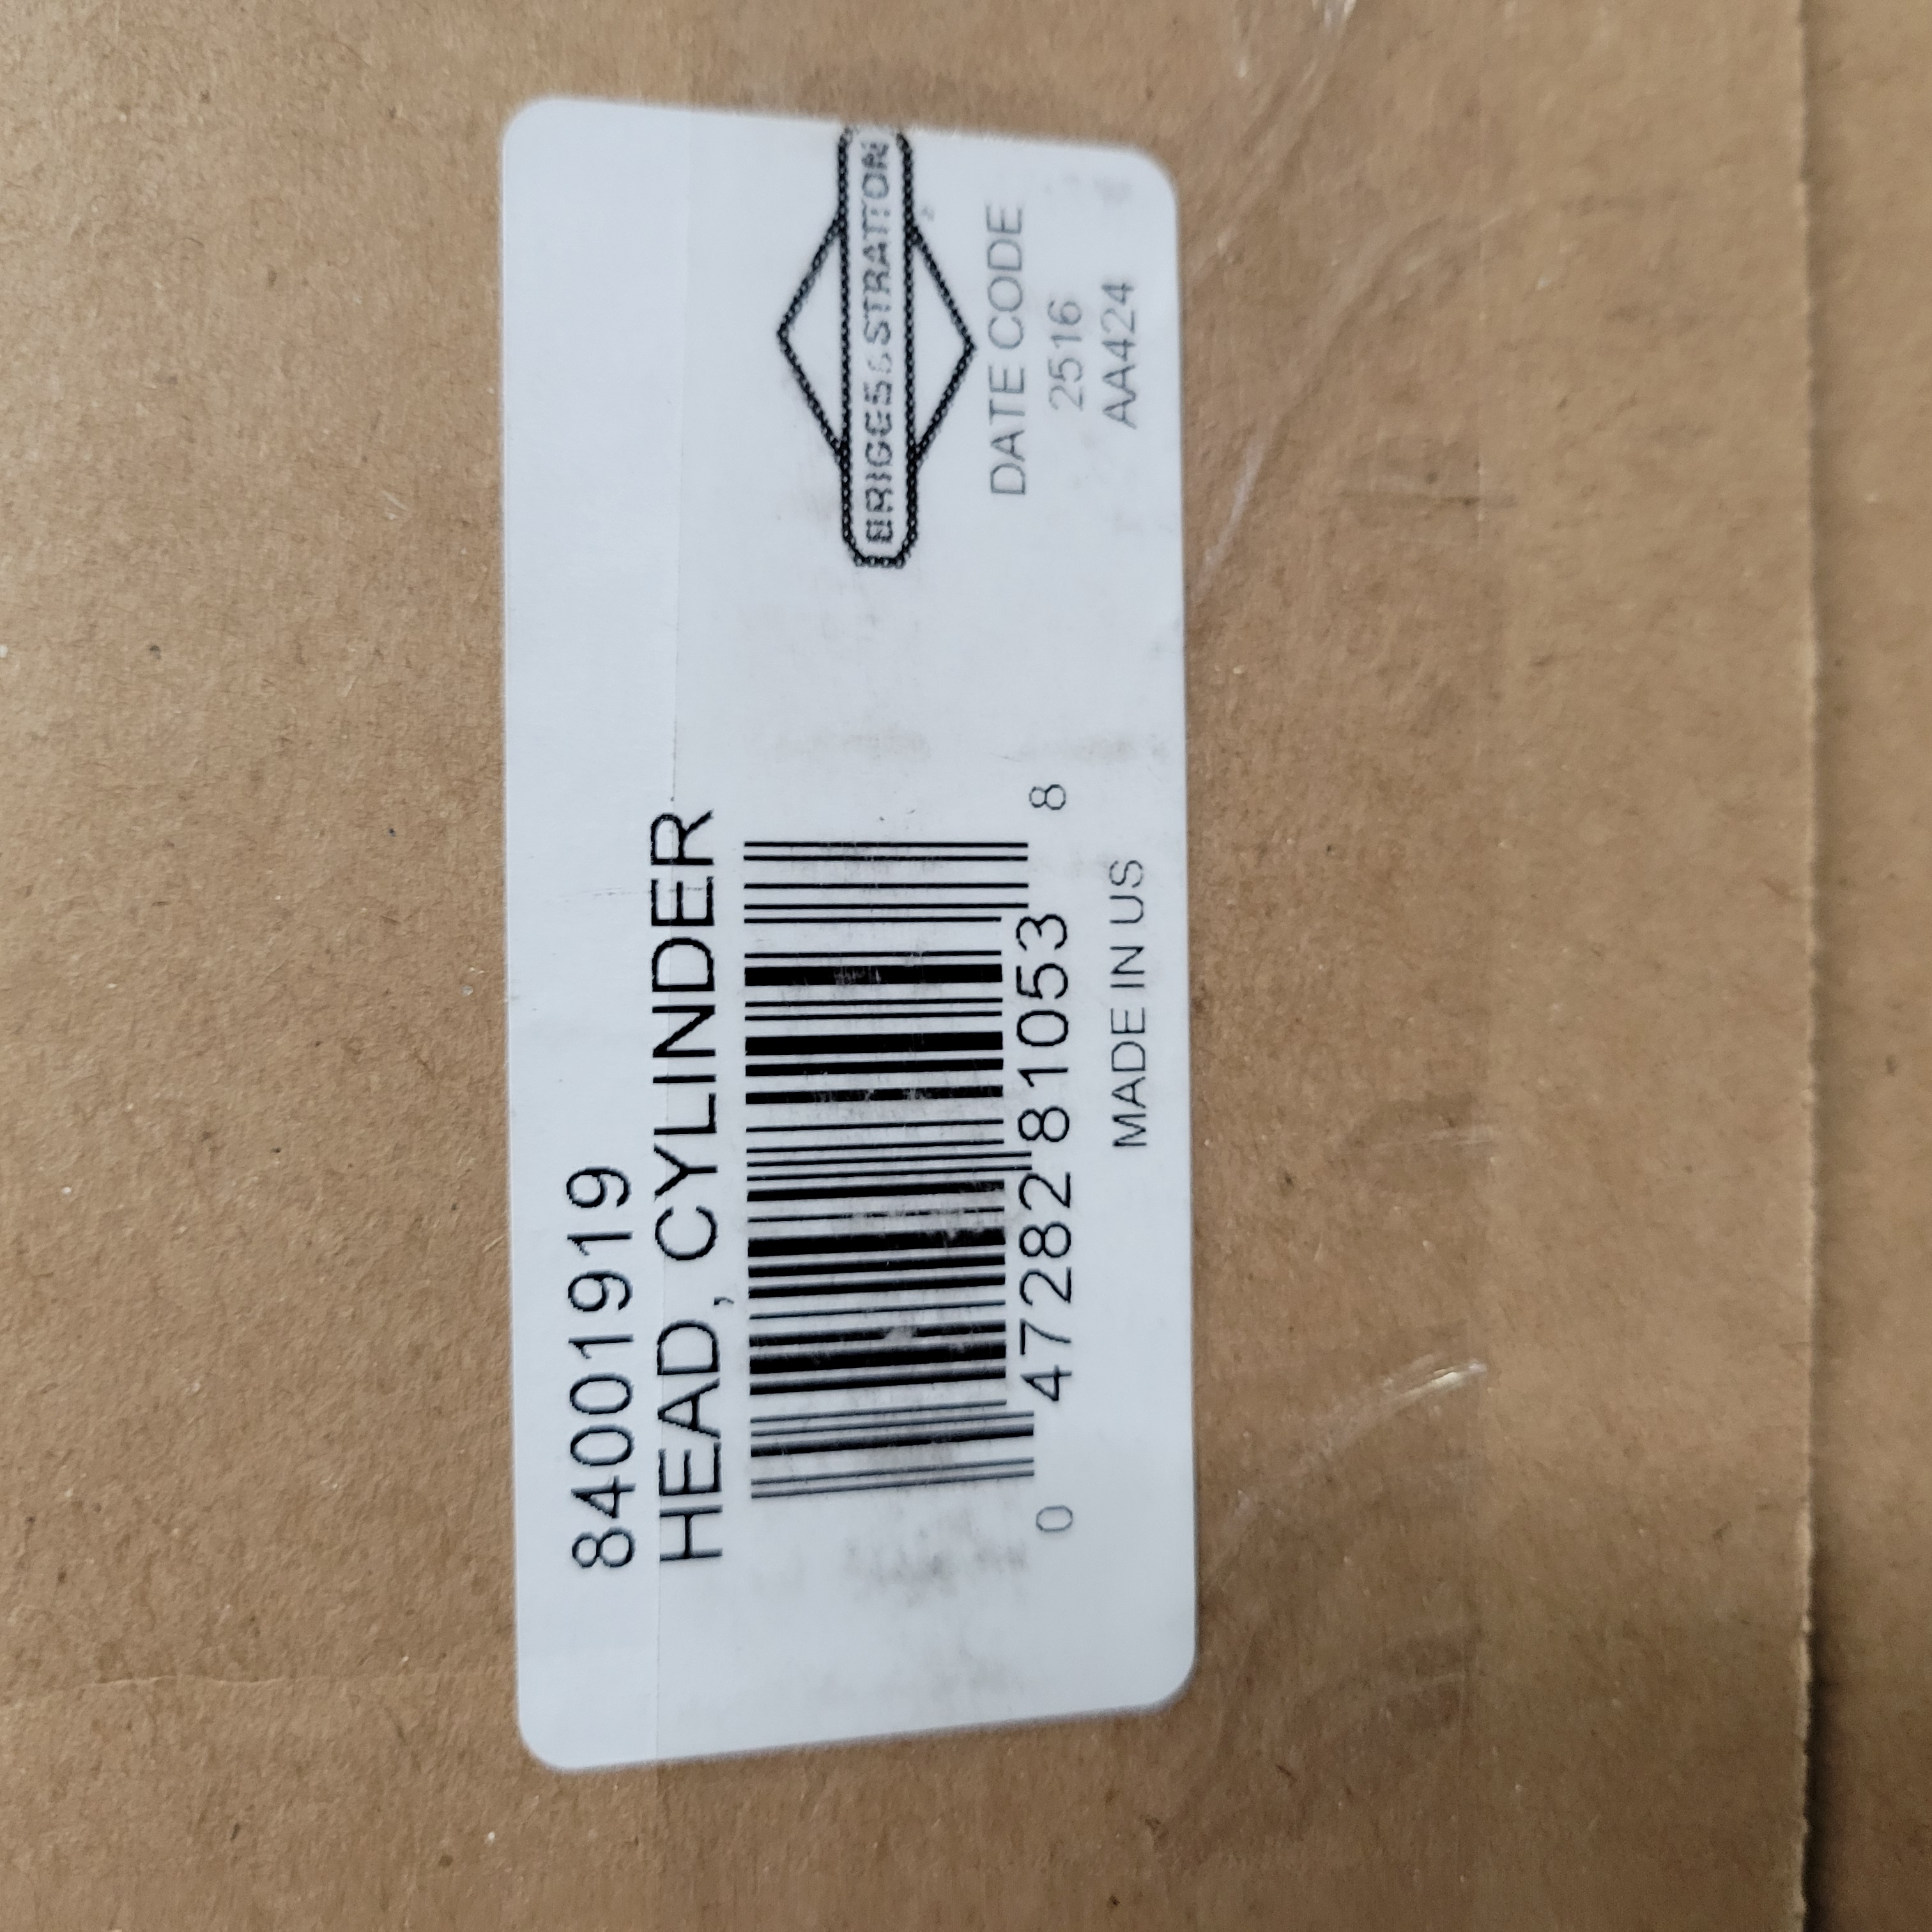 84001919
HEAD, CYLINDER
0 47282 81053 8
MADE IN US
BRIGGS&STRATTON
DATE CODE
2516
AA424